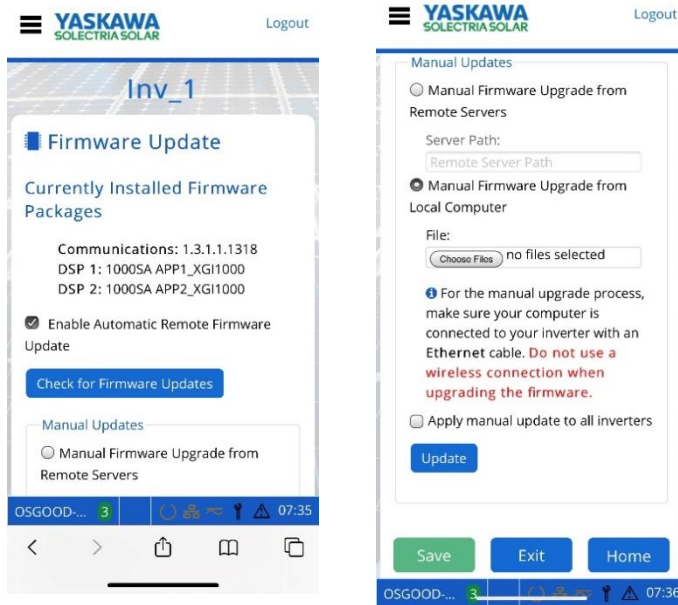 YASKAWA
SOLECTRIA SOLAR
Logout
Inv_1
Firmware Update
Currently Installed Firmware
Packages
Communications: 1.3.1.1.1318
DSP 1: 1000SA APP1_XGI1000
DSP 2: 1000SA APP2_XGI1000
Enable Automatic Remote Firmware
Update
Check for Firmware Updates
Manual Updates
Manual Firmware Upgrade from
Remote Servers
OSGOOD-... 3 07:35
YASKAWA
SOLECTRIA SOLAR
Logout
Manual Updates
Manual Firmware Upgrade from
Remote Servers
Server Path:
Remote Server Path
Manual Firmware Upgrade from
Local Computer
File:
Choose Files no files selected
For the manual upgrade process,
make sure your computer is
connected to your inverter with an
Ethernet cable. Do not use a
wireless connection when
upgrading the firmware.
Apply manual update to all inverters
Update
Save Exit Home
OSGOOD-... 3 07:36